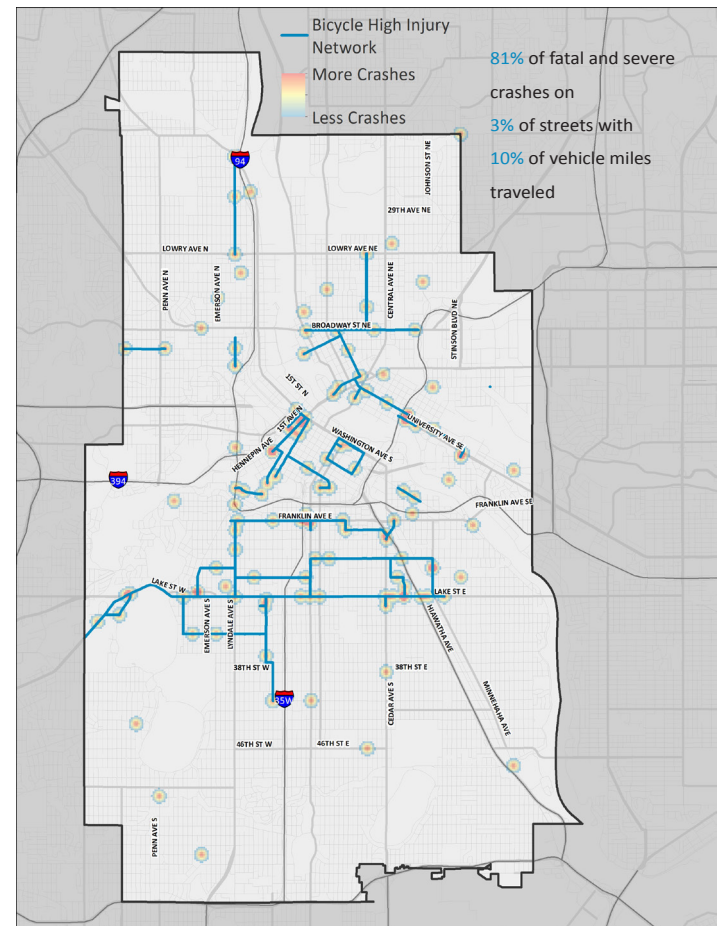 Bicycle High Injury
Network
More Crashes
Less Crashes
81% of fatal and severe
crashes on
3% of streets with
10% of vehicle miles
traveled
JOHNSON ST NE
94
29TH AVE NE
LOWRY AVE N
LOWRY AVE NE
PENN AVE N
EMERSON AVE N
CENTRAL AVE NE
STINSON BLVD NE
BROADWAY ST NE
1ST ST N
1ST AVE N
HENNEPIN AVE
WASHINGTON AVE S
UNIVERSITY AVE SE
394
FRANKLIN AVE SE
FRANKLIN AVE E
LAKE ST W
EMERSON AVE S
LYNDALE AVE S
LAKE ST E
HIAWATHA AVE
38TH ST W
38TH ST E
CEDAR AVE S
MINNEHAHA AVE
35W
46TH ST W
46TH ST E
PENN AVE S